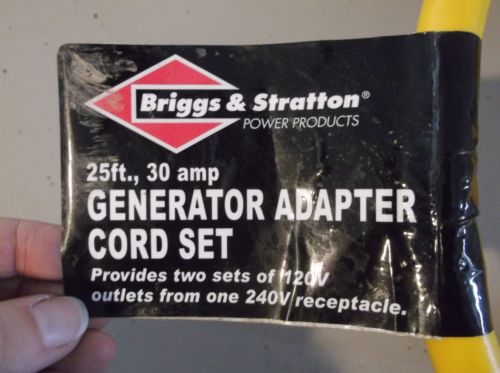 Briggs & Stratton®
POWER PRODUCTS
25ft., 30 amp
GENERATOR ADAPTER
CORD SET
Provides two sets of 120V
outlets from one 240V receptacle.